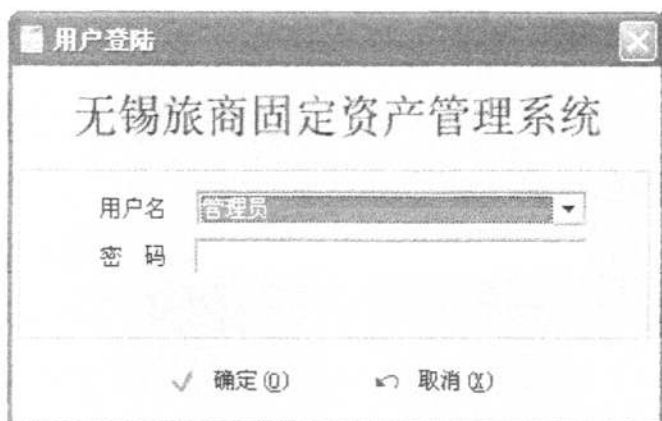 用户登陆
无锡旅商固定资产管理系统
用户名 管理员
密 码
确定(O) 取消(X)